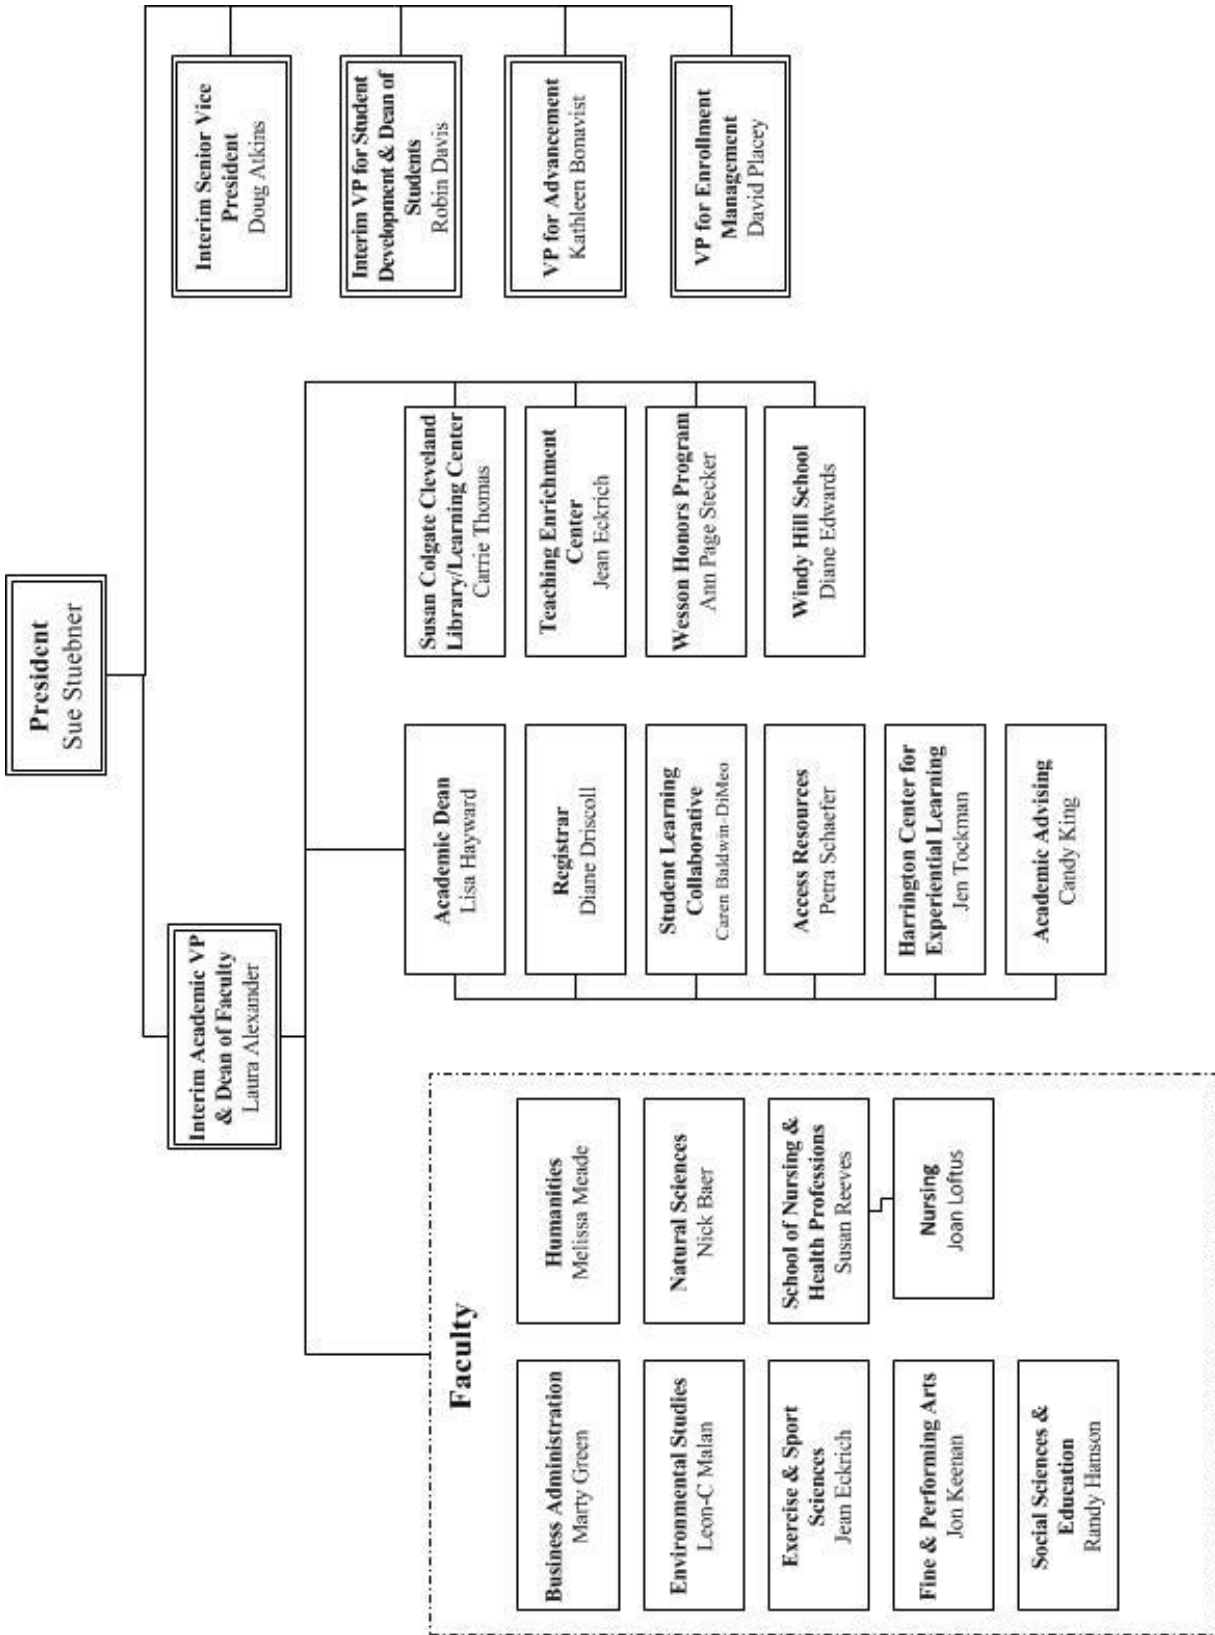 President
Sue Stuebner
Interim Academic VP
& Dean of Faculty
Laura Alexander
Interim Senior Vice
President
Doug Atkins
Interim VP for Student
Development & Dean of
Students
Robin Davis
VP for Advancement
Kathleen Bonavist
VP for Enrollment
Management
David Placey
Faculty
Business Administration
Marty Green
Environmental Studies
Leon-C Malan
Exercise & Sport
Sciences
Jean Eckrich
Fine & Performing Arts
Jon Keenan
Social Sciences &
Education
Randy Hanson
Humanities
Melissa Meade
Natural Sciences
Nick Baer
School of Nursing &
Health Professions
Susan Reeves
Nursing
Joan Loftus
Academic Dean
Lisa Hayward
Registrar
Diane Driscoll
Student Learning
Collaborative
Caren Baldwin-DiMeo
Access Resources
Petra Schaefer
Harrington Center for
Experiential Learning
Jen Tockman
Academic Advising
Candy King
Susan Colgate Cleveland
Library/Learning Center
Carrie Thomas
Teaching Enrichment
Center
Jean Eckrich
Wesson Honors Program
Ann Page Stecker
Windy Hill School
Diane Edwards